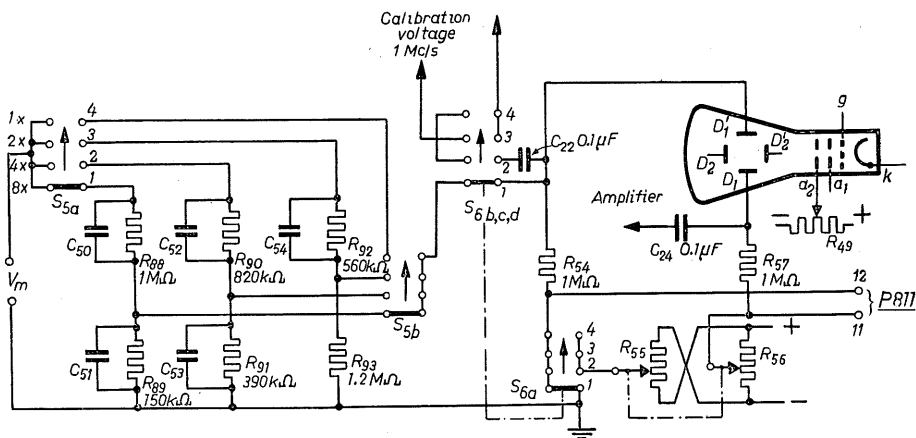 Calibration
voltage
1 Mc/s
1x
2x
4x
8x
4
3
2
1
S5a
4
3
2
1
C22 0.1µF
S6b,c,d
g
D'1
D2
D'2
D1
a2
a1
k
Amplifier
C24 0.1µF
R49
C50
R88
1MΩ
C52
R90
820kΩ
C54
R92
560kΩ
Vm
S5b
R54
1MΩ
R57
1MΩ
12
P811
11
C51
R89
150kΩ
C53
R91
390kΩ
R93
1.2MΩ
4
3
2
1
S6a
R55
R56